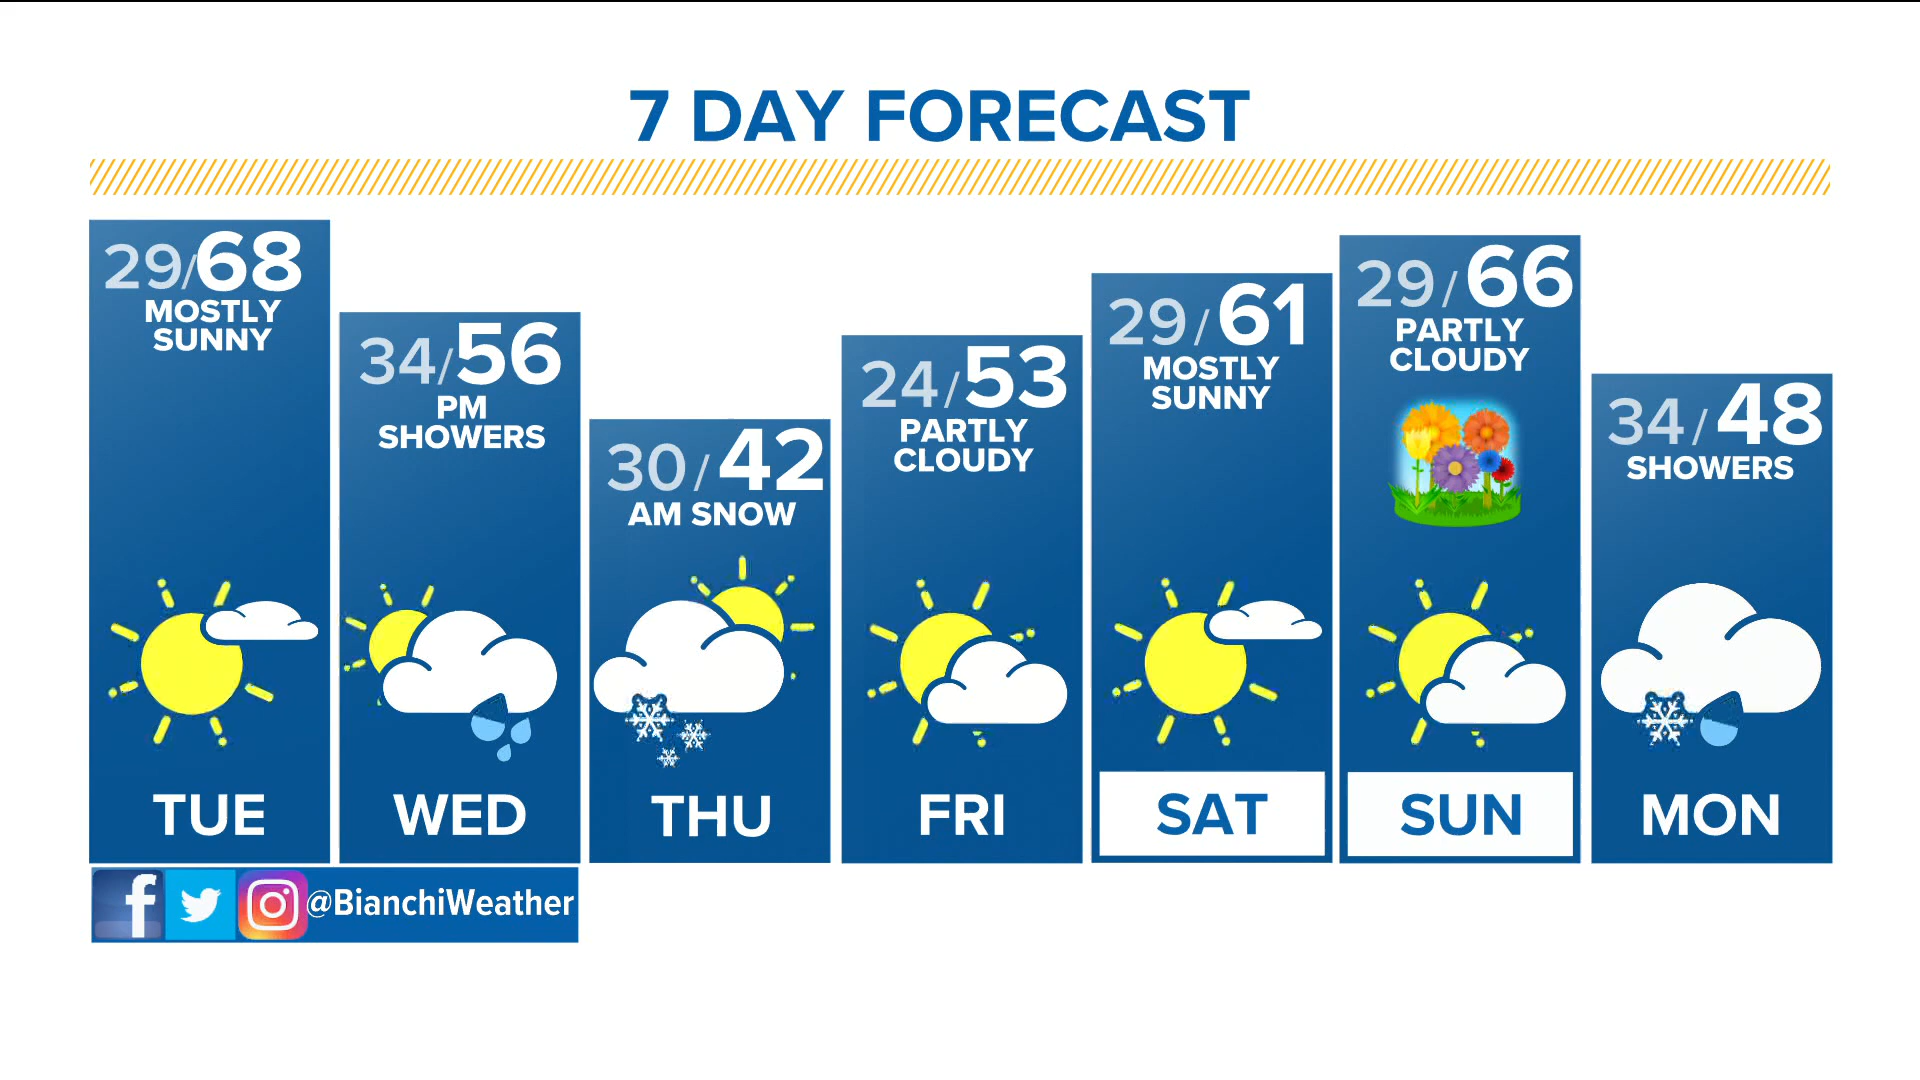 7 DAY FORECAST
29/68
MOSTLY
SUNNY
TUE
34/56
PM
SHOWERS
WED
30/42
AM SNOW
THU
24/53
PARTLY
CLOUDY
FRI
29/61
MOSTLY
SUNNY
SAT
29/66
PARTLY
CLOUDY
SUN
34/48
SHOWERS
MON
@BianchiWeather